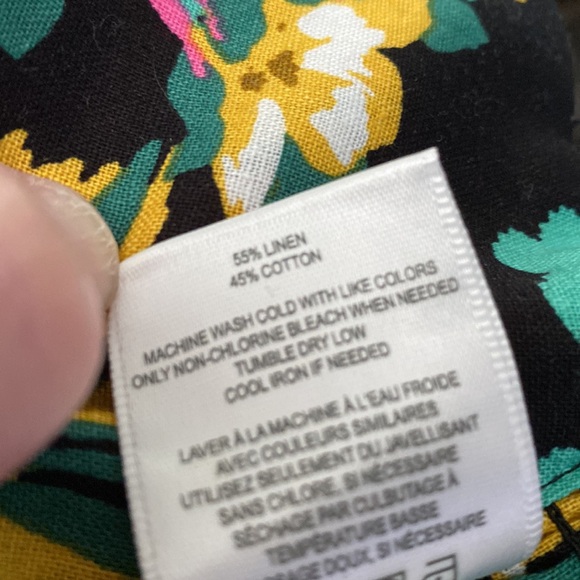 55% LINEN
45% COTTON
MACHINE WASH COLD WITH LIKE COLORS
ONLY NON-CHLORINE BLEACH WHEN NEEDED
TUMBLE DRY LOW
COOL IRON IF NEEDED
LAVER À LA MACHINE À L'EAU FROIDE
AVEC COULEURS SIMILAIRES
UTILISEZ SEULEMENT DU JAVELLISANT
SANS CHLORE, SI NÉCESSAIRE
SÉCHAGE PAR CULBUTAGE À
TEMPÉRATURE BASSE
DOUX, SI NÉCESSAIRE